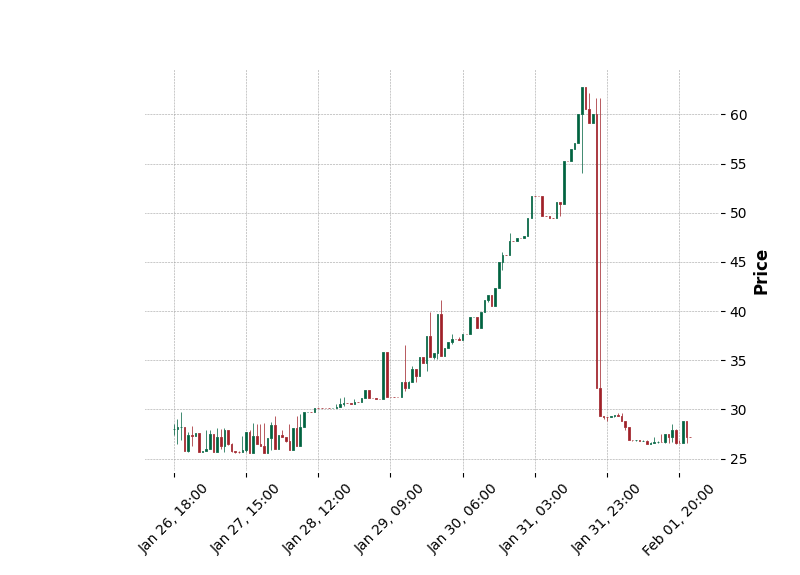 60
55
50
45
40
35
30
25
Price
Jan 26, 18:00
Jan 27, 15:00
Jan 28, 12:00
Jan 29, 09:00
Jan 30, 06:00
Jan 31, 03:00
Jan 31, 23:00
Feb 01, 20:00